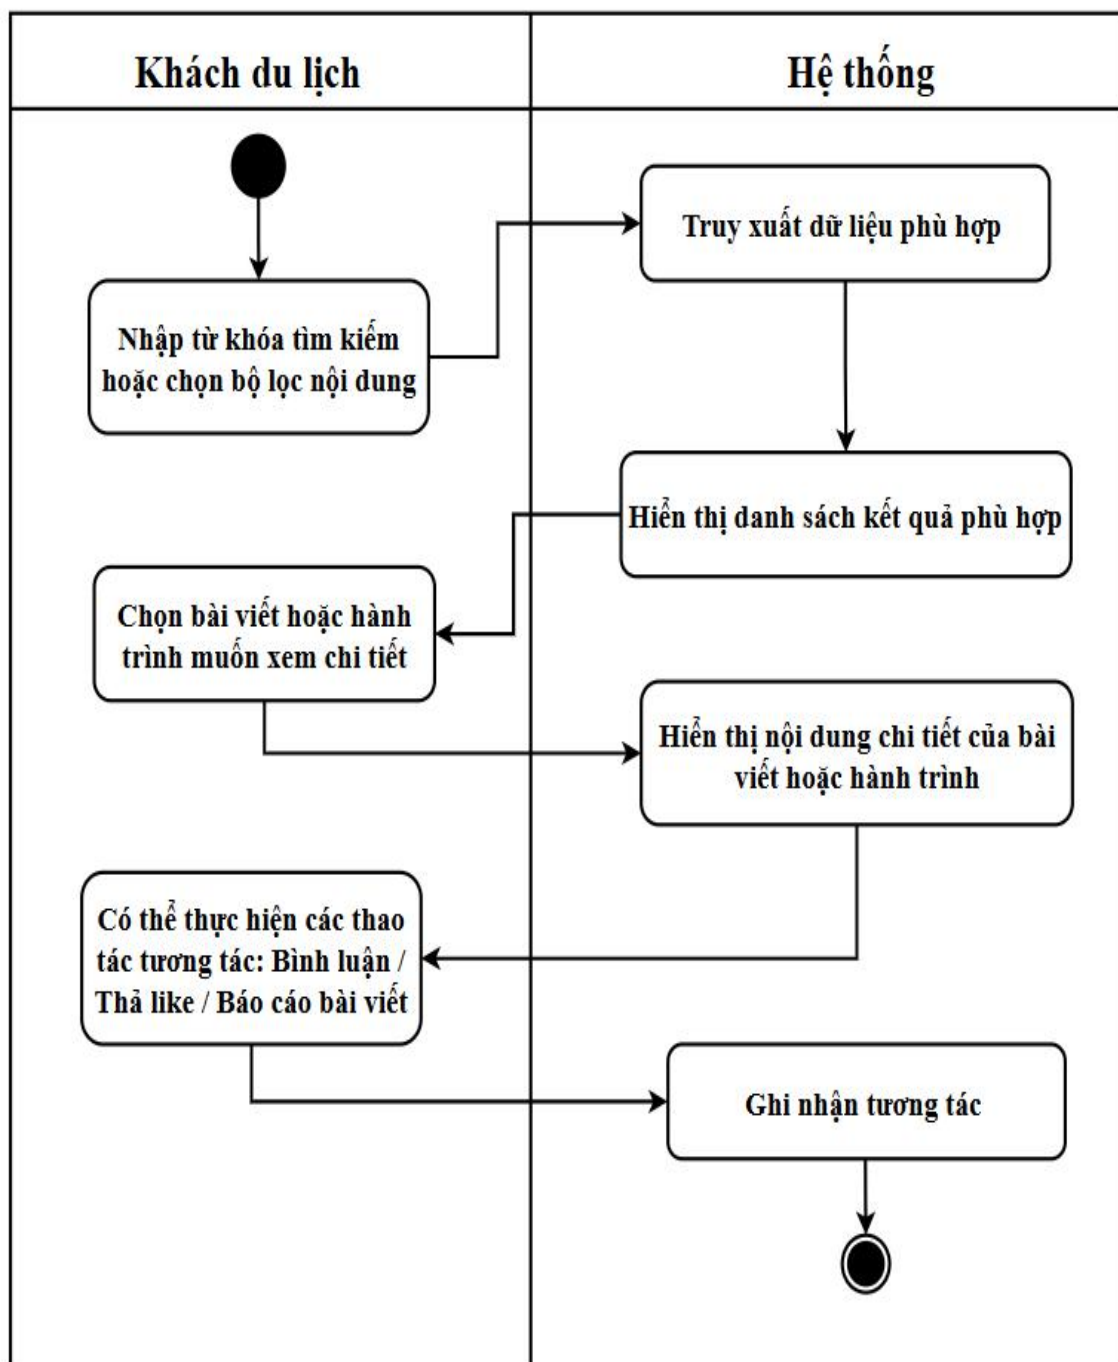 Khách du lịch
Hệ thống
Truy xuất dữ liệu phù hợp
Nhập từ khóa tìm kiếm
hoặc chọn bộ lọc nội dung
Hiển thị danh sách kết quả phù hợp
Chọn bài viết hoặc hành
trình muốn xem chi tiết
Hiển thị nội dung chi tiết của bài
viết hoặc hành trình
Có thể thực hiện các thao
tác tương tác: Bình luận /
Thả like / Báo cáo bài viết
Ghi nhận tương tác